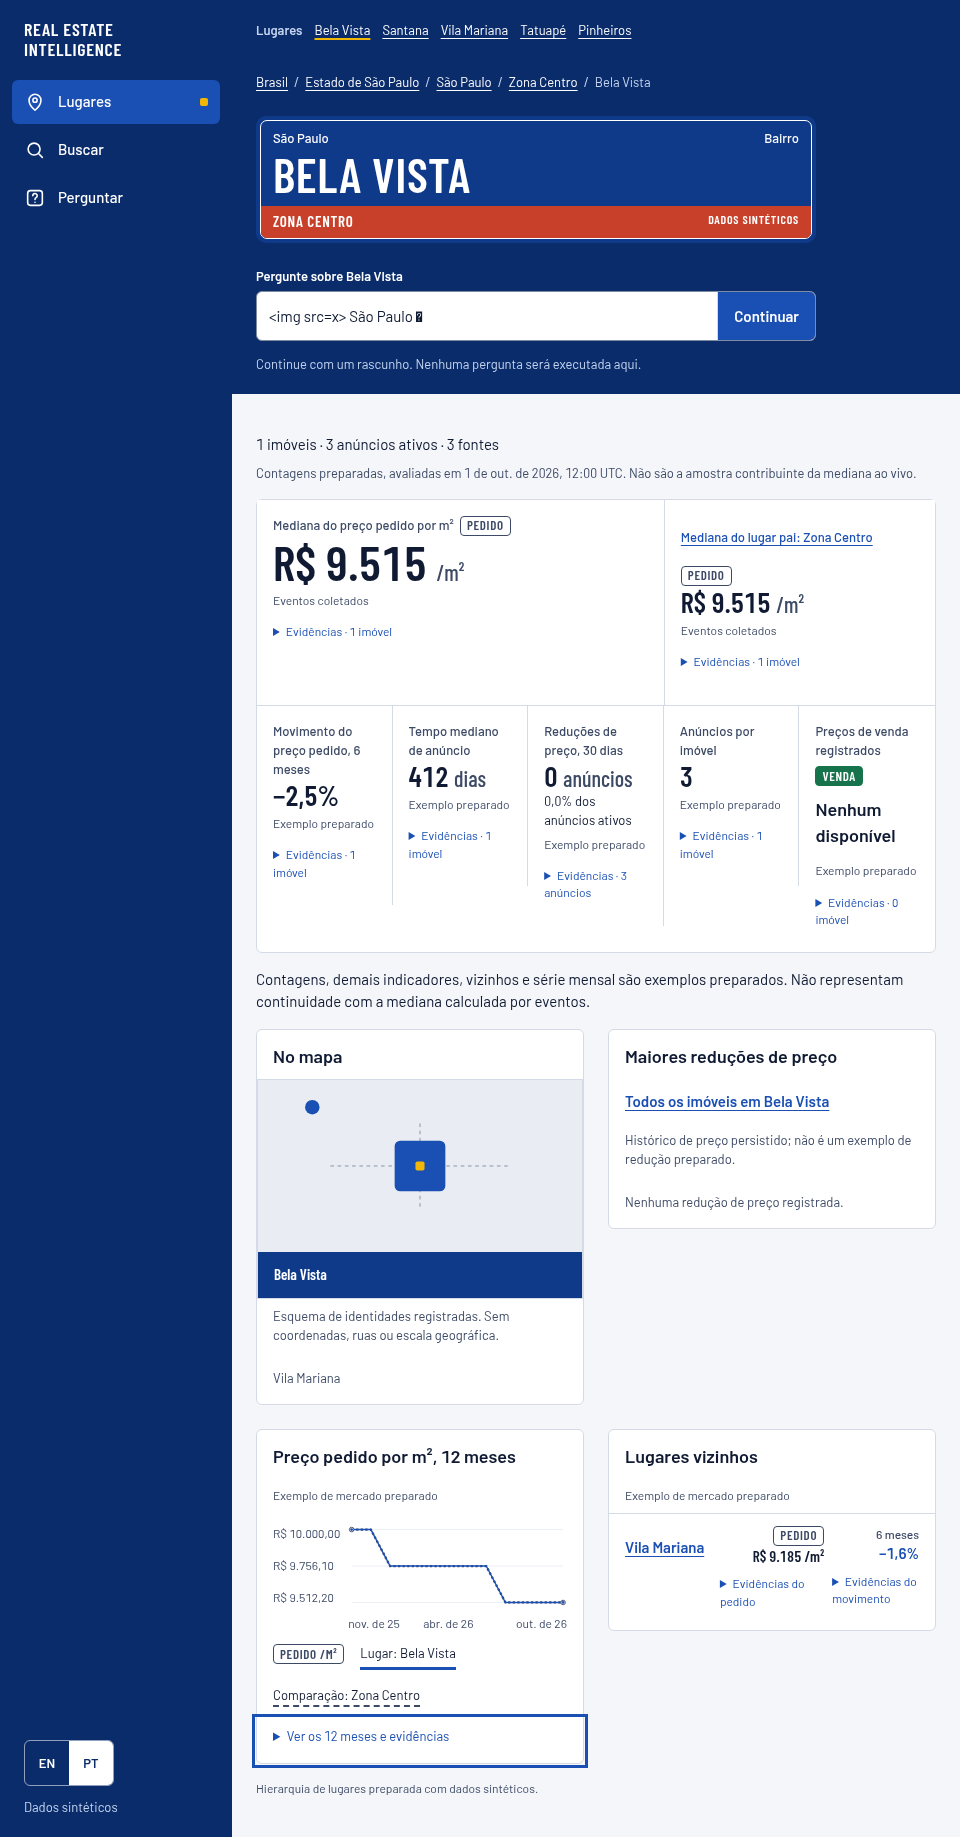 REAL ESTATE
INTELLIGENCE
Lugares
Buscar
Perguntar
Lugares Bela Vista Santana Vila Mariana Tatuapé Pinheiros
Brasil / Estado de São Paulo / São Paulo / Zona Centro / Bela Vista
São Paulo Bairro
BELA VISTA
ZONA CENTRO DADOS SINTÉTICOS
Pergunte sobre Bela Vista
<img src=x> São Paulo
Continuar
Continue com um rascunho. Nenhuma pergunta será executada aqui.
1 imóveis · 3 anúncios ativos · 3 fontes
Contagens preparadas, avaliadas em 1 de out. de 2026, 12:00 UTC. Não são a amostra contribuinte da mediana ao vivo.
Mediana do preço pedido por m² PEDIDO
R$ 9.515 /m²
Eventos coletados
▶ Evidências · 1 imóvel
Mediana do lugar pai: Zona Centro
PEDIDO
R$ 9.515 /m²
Eventos coletados
▶ Evidências · 1 imóvel
Movimento do
preço pedido, 6
meses
−2,5%
Exemplo preparado
▶ Evidências · 1
imóvel
Tempo mediano
de anúncio
412 dias
Exemplo preparado
▶ Evidências · 1
imóvel
Reduções de
preço, 30 dias
0 anúncios
0,0% dos
anúncios ativos
Exemplo preparado
▶ Evidências · 3
anúncios
Anúncios por
imóvel
3
Exemplo preparado
▶ Evidências · 1
imóvel
Preços de venda
registrados
VENDA
Nenhum
disponível
Exemplo preparado
▶ Evidências · 0
imóvel
Contagens, demais indicadores, vizinhos e série mensal são exemplos preparados. Não representam
continuidade com a mediana calculada por eventos.
No mapa
Bela Vista
Esquema de identidades registradas. Sem
coordenadas, ruas ou escala geográfica.
Vila Mariana
Maiores reduções de preço
Todos os imóveis em Bela Vista
Histórico de preço persistido; não é um exemplo de
redução preparado.
Nenhuma redução de preço registrada.
Preço pedido por m², 12 meses
Exemplo de mercado preparado
R$ 10.000,00
R$ 9.756,10
R$ 9.512,20
nov. de 25 abr. de 26 out. de 26
PEDIDO /M² Lugar: Bela Vista
Comparação: Zona Centro
▶ Ver os 12 meses e evidências
Lugares vizinhos
Exemplo de mercado preparado
Vila Mariana
PEDIDO
R$ 9.185 /m²
▶ Evidências do
pedido
6 meses
−1,6%
▶ Evidências do
movimento
Hierarquia de lugares preparada com dados sintéticos.
EN PT
Dados sintéticos